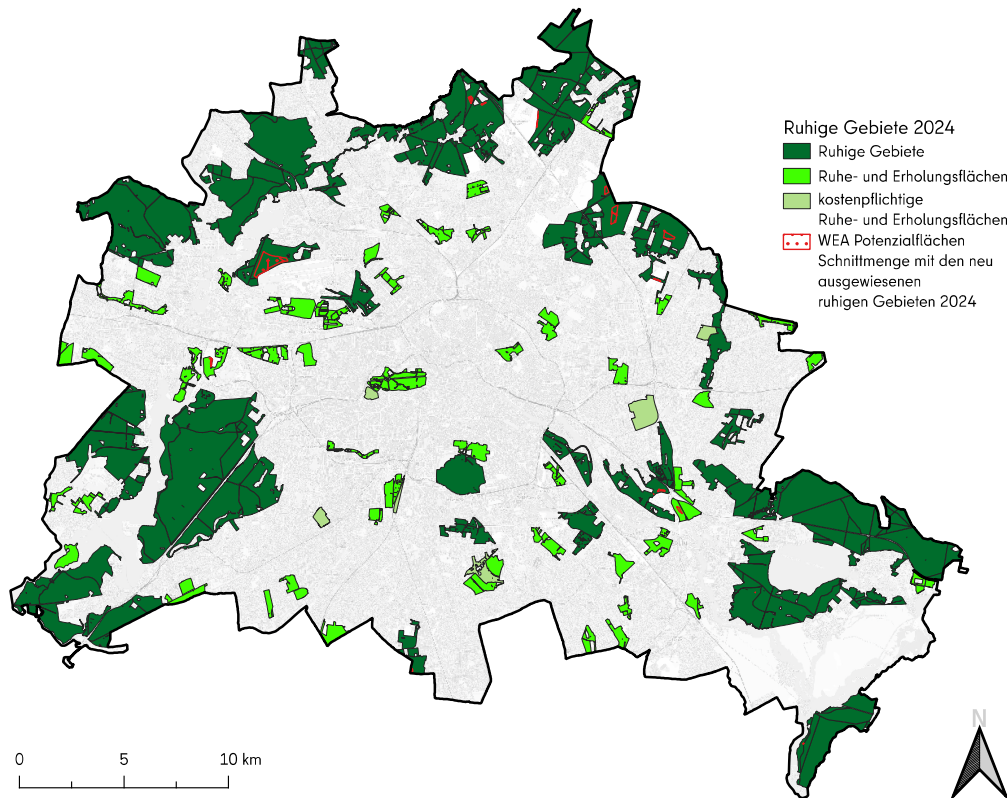 Ruhige Gebiete 2024
Ruhige Gebiete
Ruhe- und Erholungsflächen
kostenpflichtige
Ruhe- und Erholungsflächen
WEA Potenzialflächen
Schnittmenge mit den neu
ausgewiesenen
ruhigen Gebieten 2024
0 5 10 km
N